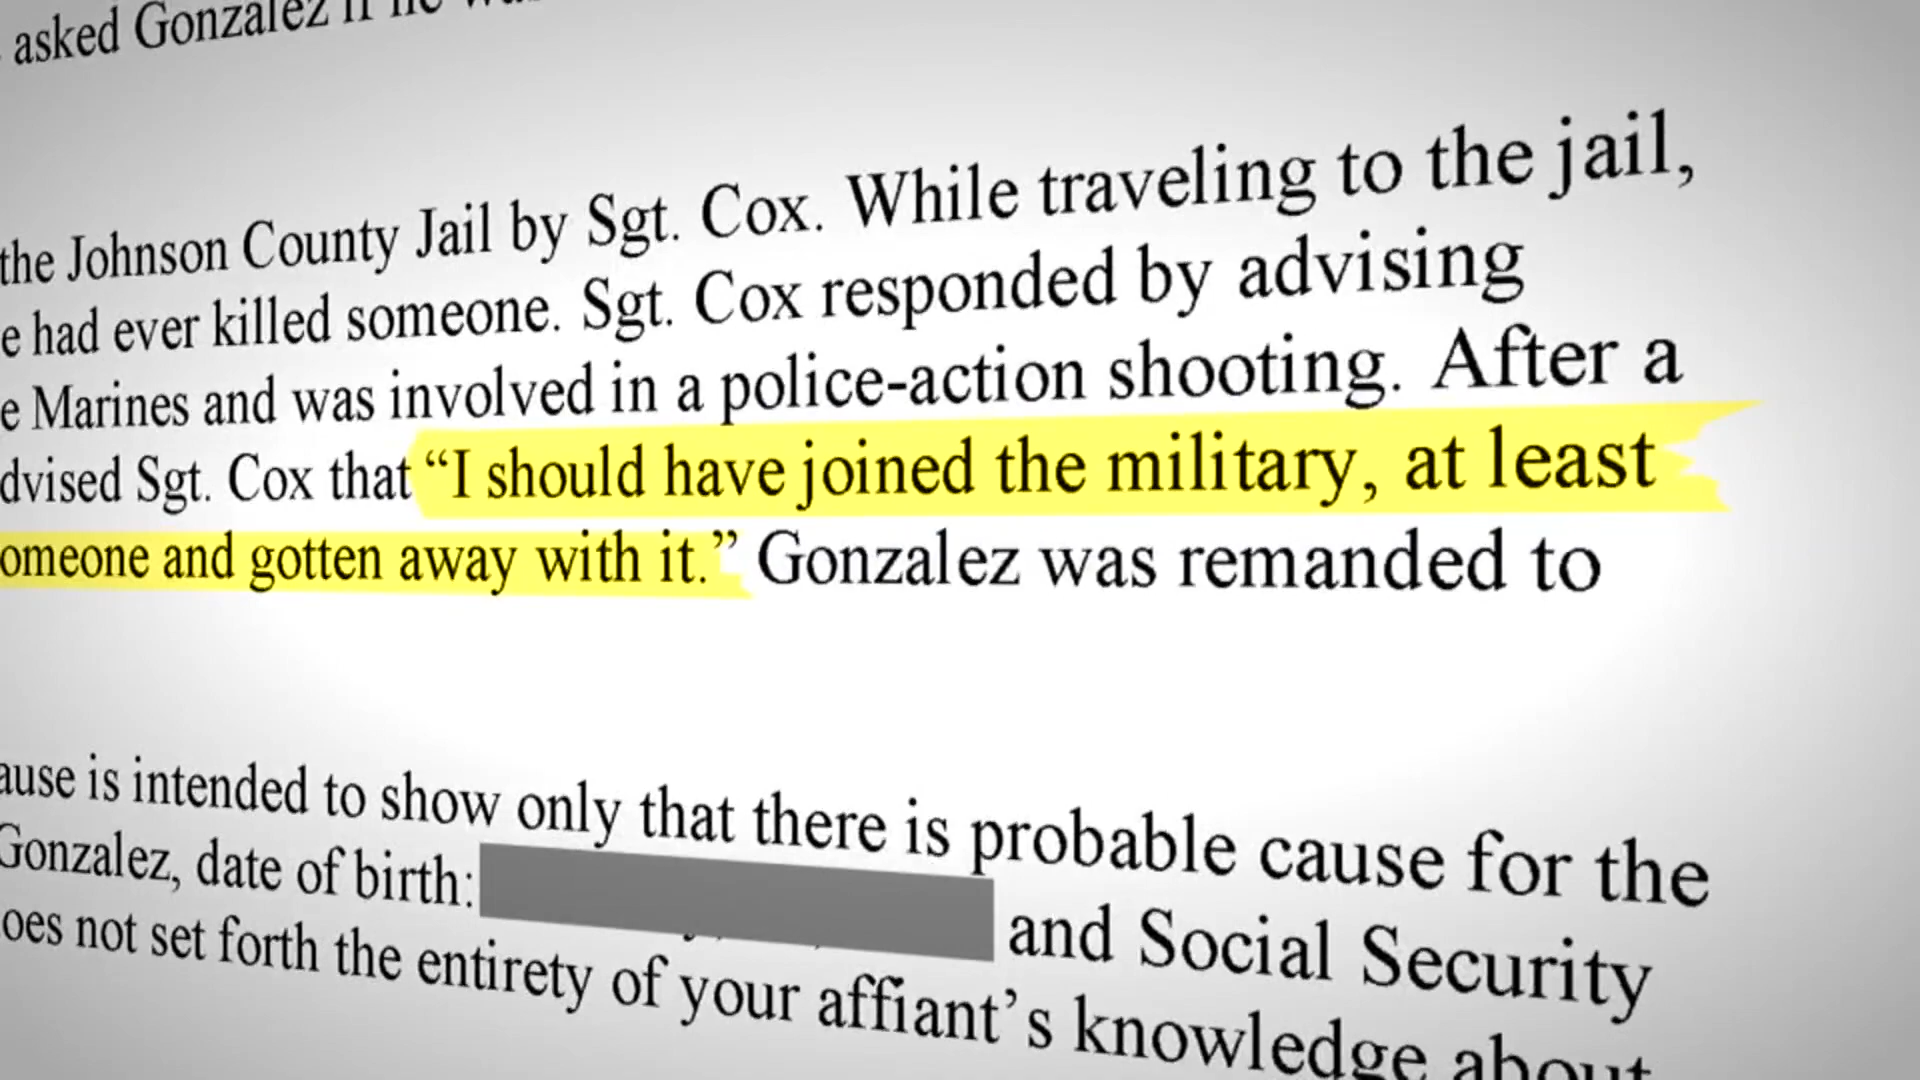 asked Gonzalez if he
the Johnson County Jail by Sgt. Cox. While traveling to the jail,
e had ever killed someone. Sgt. Cox responded by advising
e Marines and was involved in a police-action shooting. After a
dvised Sgt. Cox that “I should have joined the military, at least
omeone and gotten away with it.” Gonzalez was remanded to
ause is intended to show only that there is probable cause for the
Gonzalez, date of birth:
and Social Security
oes not set forth the entirety of your affiant’s knowledge about